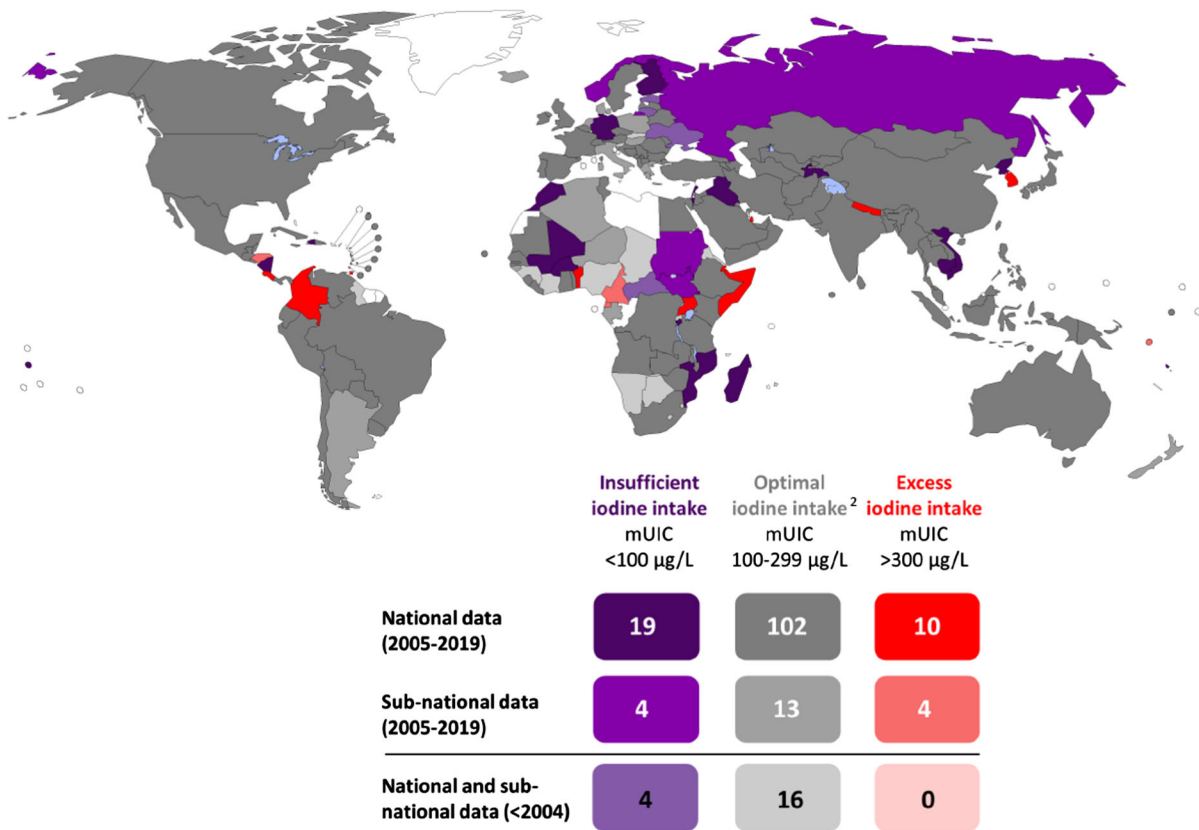 Insufficient
iodine intake
mUIC
<100 µg/L
Optimal
iodine intake²
mUIC
100-299 µg/L
Excess
iodine intake
mUIC
>300 µg/L
National data
(2005-2019)
19
102
10
Sub-national data
(2005-2019)
4
13
4
National and sub-
national data (<2004)
4
16
0